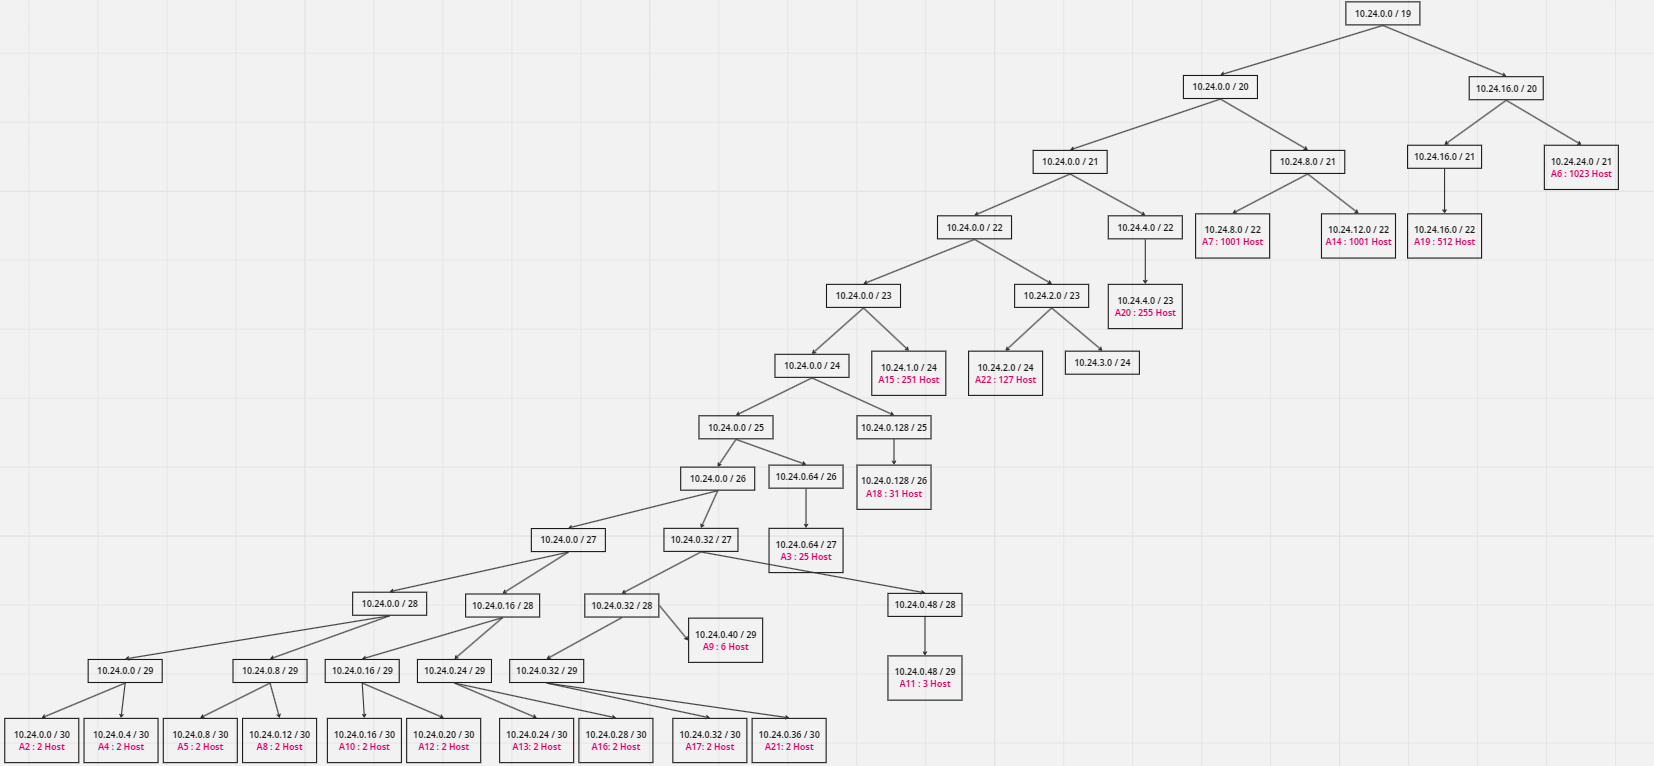 10.24.0.0 / 19
10.24.0.0 / 20
10.24.16.0 / 20
10.24.0.0 / 21
10.24.8.0 / 21
10.24.16.0 / 21
10.24.24.0 / 21
A6 : 1023 Host
10.24.0.0 / 22
10.24.4.0 / 22
10.24.8.0 / 22
A7 : 1001 Host
10.24.12.0 / 22
A14 : 1001 Host
10.24.16.0 / 22
A19 : 512 Host
10.24.0.0 / 23
10.24.2.0 / 23
10.24.4.0 / 23
A20 : 255 Host
10.24.0.0 / 24
10.24.1.0 / 24
A15 : 251 Host
10.24.2.0 / 24
A22 : 127 Host
10.24.3.0 / 24
10.24.0.0 / 25
10.24.0.128 / 25
10.24.0.0 / 26
10.24.0.64 / 26
10.24.0.128 / 26
A18 : 31 Host
10.24.0.0 / 27
10.24.0.32 / 27
10.24.0.64 / 27
A3 : 25 Host
10.24.0.0 / 28
10.24.0.16 / 28
10.24.0.32 / 28
10.24.0.48 / 28
10.24.0.40 / 29
A9 : 6 Host
10.24.0.0 / 29
10.24.0.8 / 29
10.24.0.16 / 29
10.24.0.24 / 29
10.24.0.32 / 29
10.24.0.48 / 29
A11 : 3 Host
10.24.0.0 / 30
A2 : 2 Host
10.24.0.4 / 30
A4 : 2 Host
10.24.0.8 / 30
A5 : 2 Host
10.24.0.12 / 30
A8 : 2 Host
10.24.0.16 / 30
A10 : 2 Host
10.24.0.20 / 30
A12 : 2 Host
10.24.0.24 / 30
A13: 2 Host
10.24.0.28 / 30
A16 : 2 Host
10.24.0.32 / 30
A17: 2 Host
10.24.0.36 / 30
A21: 2 Host